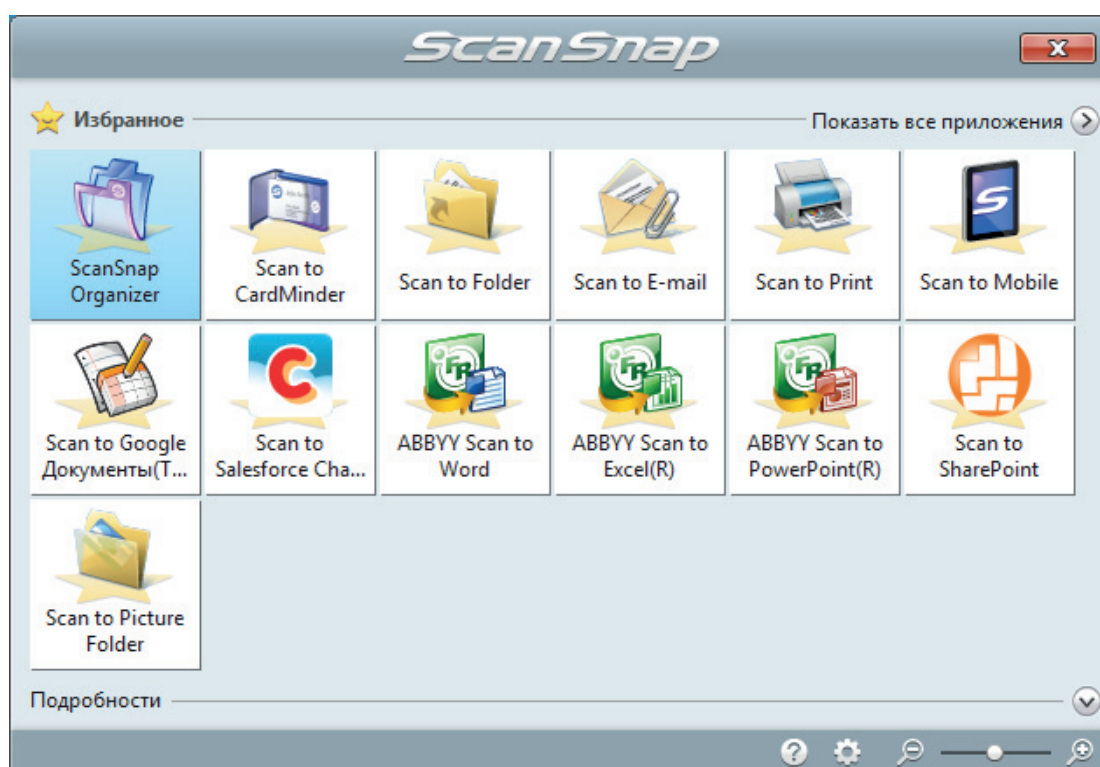 ScanSnap
Избранное
Показать все приложения
ScanSnap
Organizer
Scan to
CardMinder
Scan to Folder
Scan to E-mail
Scan to Print
Scan to Mobile
Scan to Google
Документы(T...
Scan to
Salesforce Cha...
ABBYY Scan to
Word
ABBYY Scan to
Excel(R)
ABBYY Scan to
PowerPoint(R)
Scan to
SharePoint
Scan to Picture
Folder
Подробности